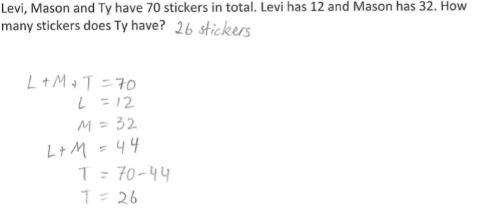 Levi, Mason and Ty have 70 stickers in total. Levi has 12 and Mason has 32. How
many stickers does Ty have? 26 stickers
L + M + T = 70
L = 12
M = 32
L + M = 44
T = 70 - 44
T = 26